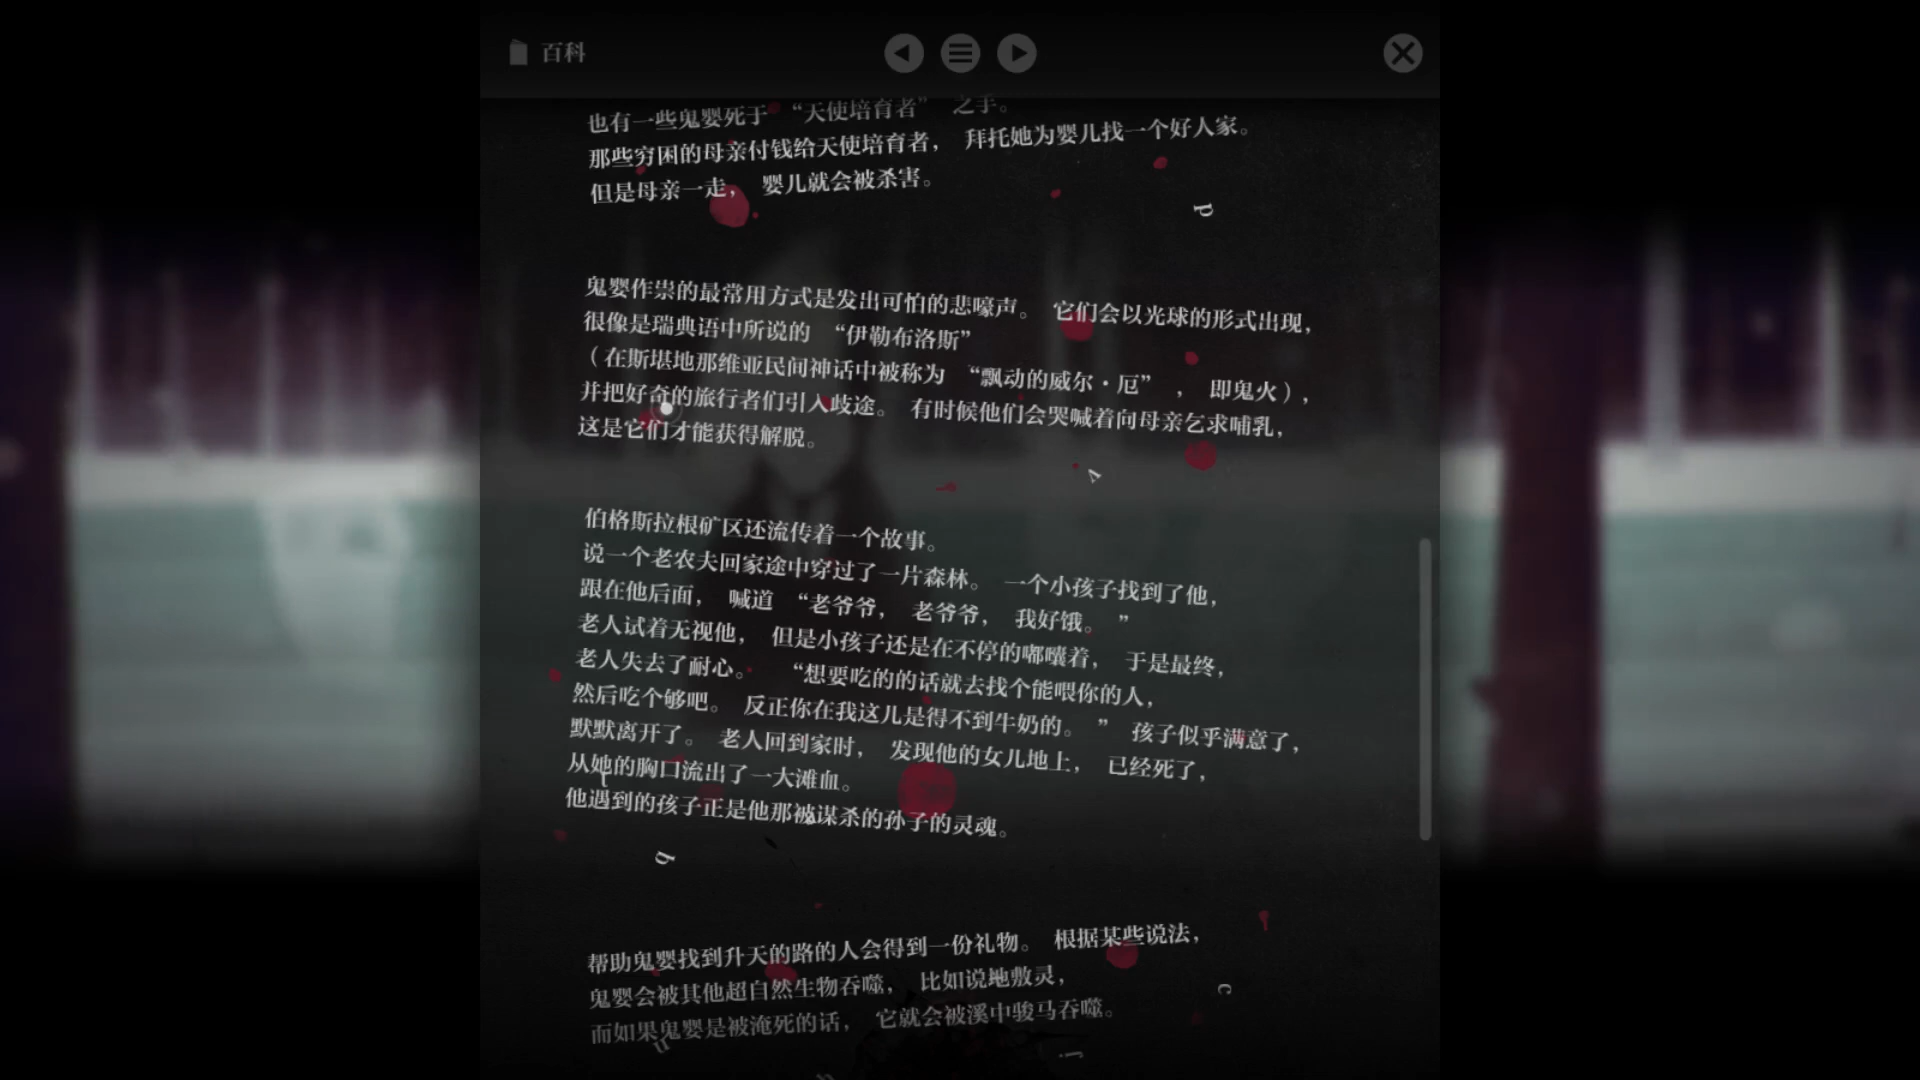 百科
也有一些鬼婴死于 “天使培育者” 之手。
那些穷困的母亲付钱给天使培育者， 拜托她为婴儿找一个好人家。
但是母亲一走， 婴儿就会被杀害。
p
鬼婴作祟的最常用方式是发出可怕的悲嚎声。 它们会以光球的形式出现，
很像是瑞典语中所说的 “伊勒布洛斯”
（在斯堪地那维亚民间神话中被称为 “飘动的威尔·厄” ， 即鬼火），
并把好奇的旅行者们引入歧途。 有时候他们会哭喊着向母亲乞求哺乳，
这是它们才能获得解脱。
伯格斯拉根矿区还流传着一个故事。
说一个老农夫回家途中穿过了一片森林。 一个小孩子找到了他，
跟在他后面， 喊道 “老爷爷， 老爷爷， 我好饿。 ”
老人试着无视他， 但是小孩子还是在不停的嘟囔着， 于是最终，
老人失去了耐心。 “想要吃的的话就去找个能喂你的人，
然后吃个够吧。 反正你在我这儿是得不到牛奶的。 ” 孩子似乎满意了，
默默离开了。 老人回到家时， 发现他的女儿地上， 已经死了，
从她的胸口流出了一大滩血。
他遇到的孩子正是他那被谋杀的孙子的灵魂。
b
帮助鬼婴找到升天的路的人会得到一份礼物。 根据某些说法，
鬼婴会被其他超自然生物吞噬， 比如说地敷灵，
c
而如果鬼婴是被淹死的话， 它就会被溪中骏马吞噬。